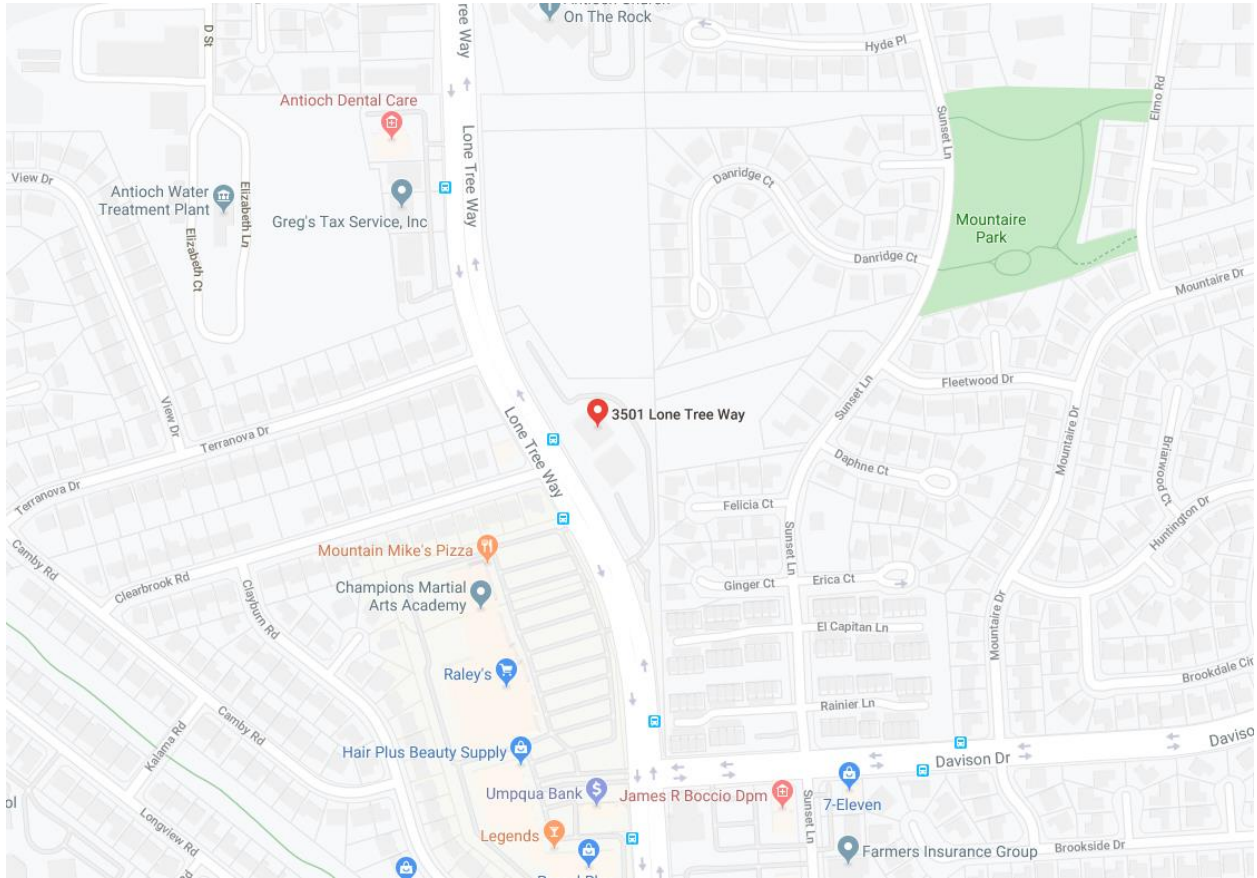 On The Rock
ree Way
D St
Hyde Pl
Elmo Rd
Antioch Dental Care
Sunset Ln
Lone Tree Way
View Dr
Antioch Water
Treatment Plant
Elizabeth Ln
Greg's Tax Service, Inc
Danridge Ct
Mountaire
Park
Elizabeth Ct
Danridge Ct
Mountaire Dr
Fleetwood Dr
Sunset Ln
View Dr
3501 Lone Tree Way
Terranova Dr
Lone Tree Way
Mountaire Dr
Briarwood Ct
Daphne Ct
Terranova Dr
Felicia Ct
Huntington Dr
Camby Rd
Mountain Mike's Pizza
Sunset Ln
Clearbrook Rd
Champions Martial
Arts Academy
Ginger Ct
Erica Ct
Clayburn Rd
El Capitan Ln
Mountaire Dr
Raley's
Brookdale Cir
Rainier Ln
Kalama Rd
Camby Rd
Hair Plus Beauty Supply
Davison Dr
Daviso
Umpqua Bank
James R Boccio Dpm
7-Eleven
ol
Sunset Ln
Legends
Longview Rd
Farmers Insurance Group
Brookside Dr